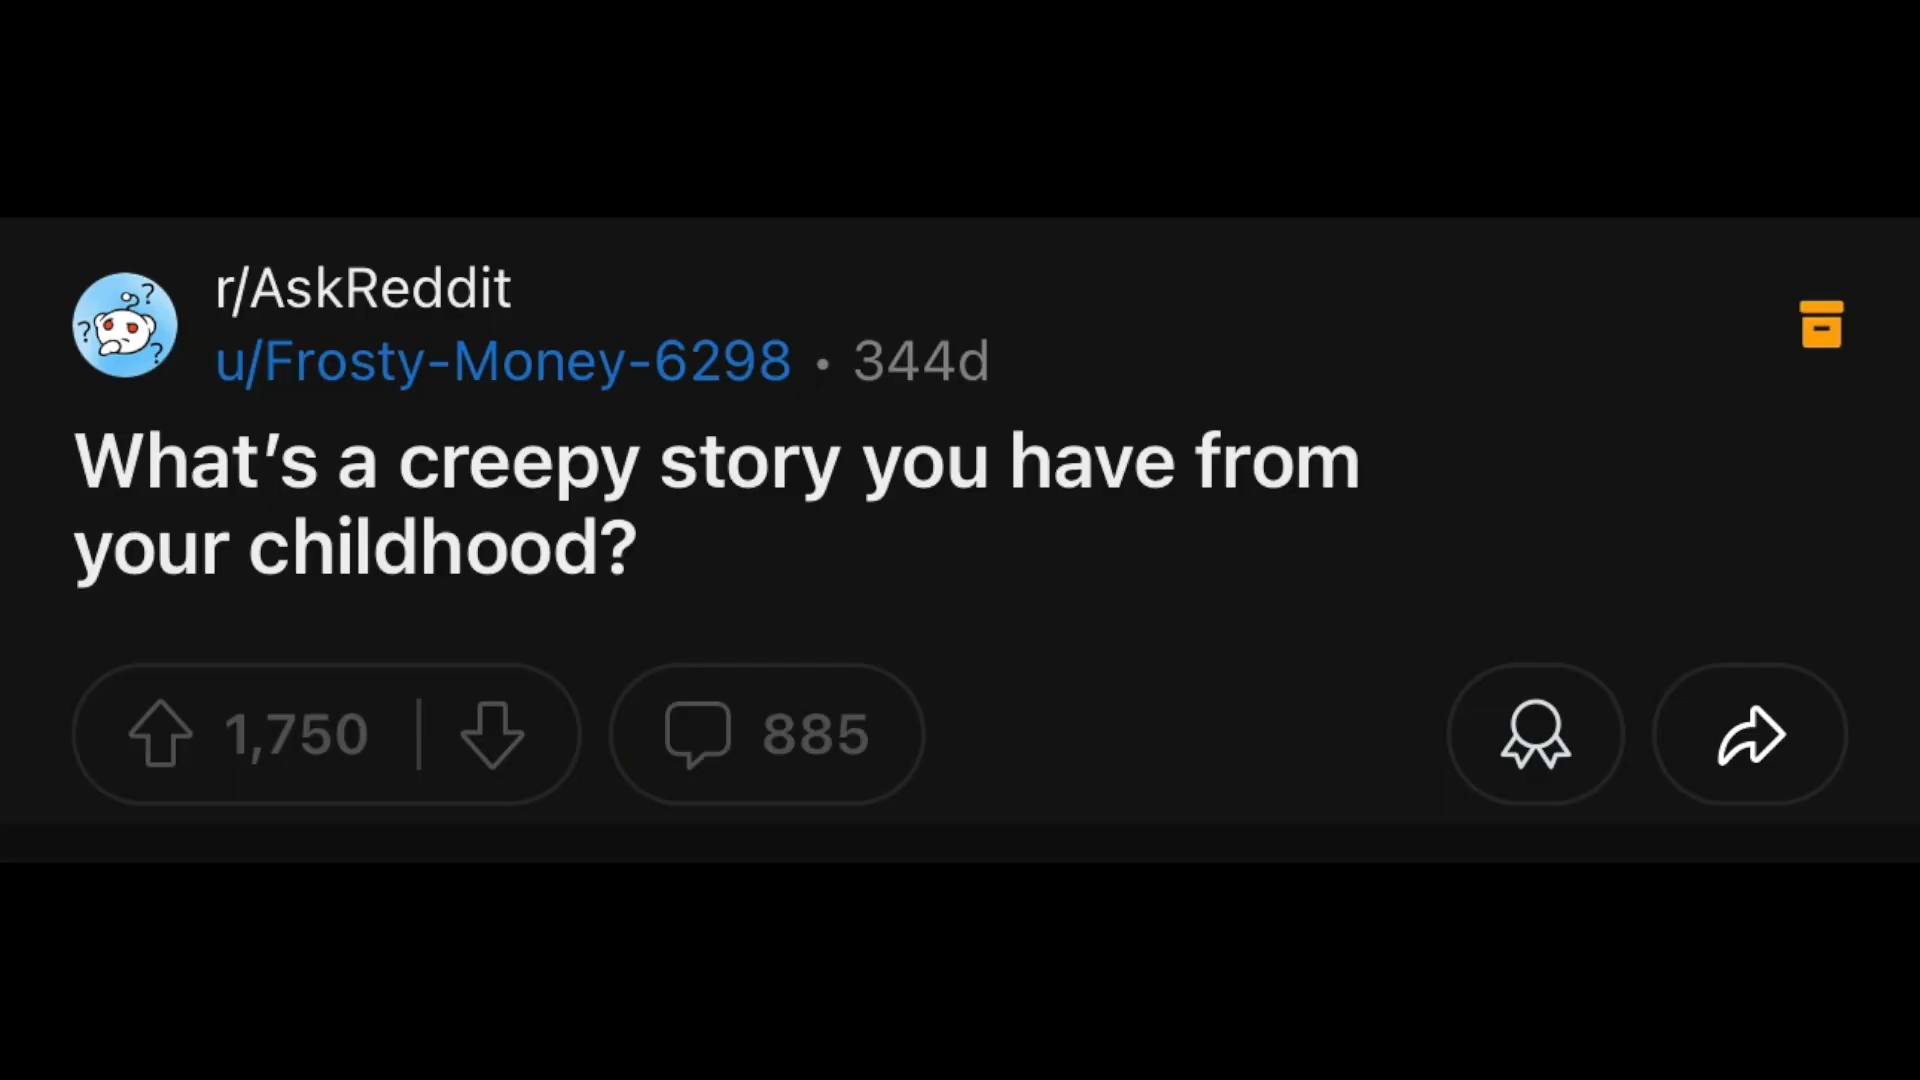 r/AskReddit
u/Frosty-Money-6298 • 344d
What’s a creepy story you have from
your childhood?
1,750
885